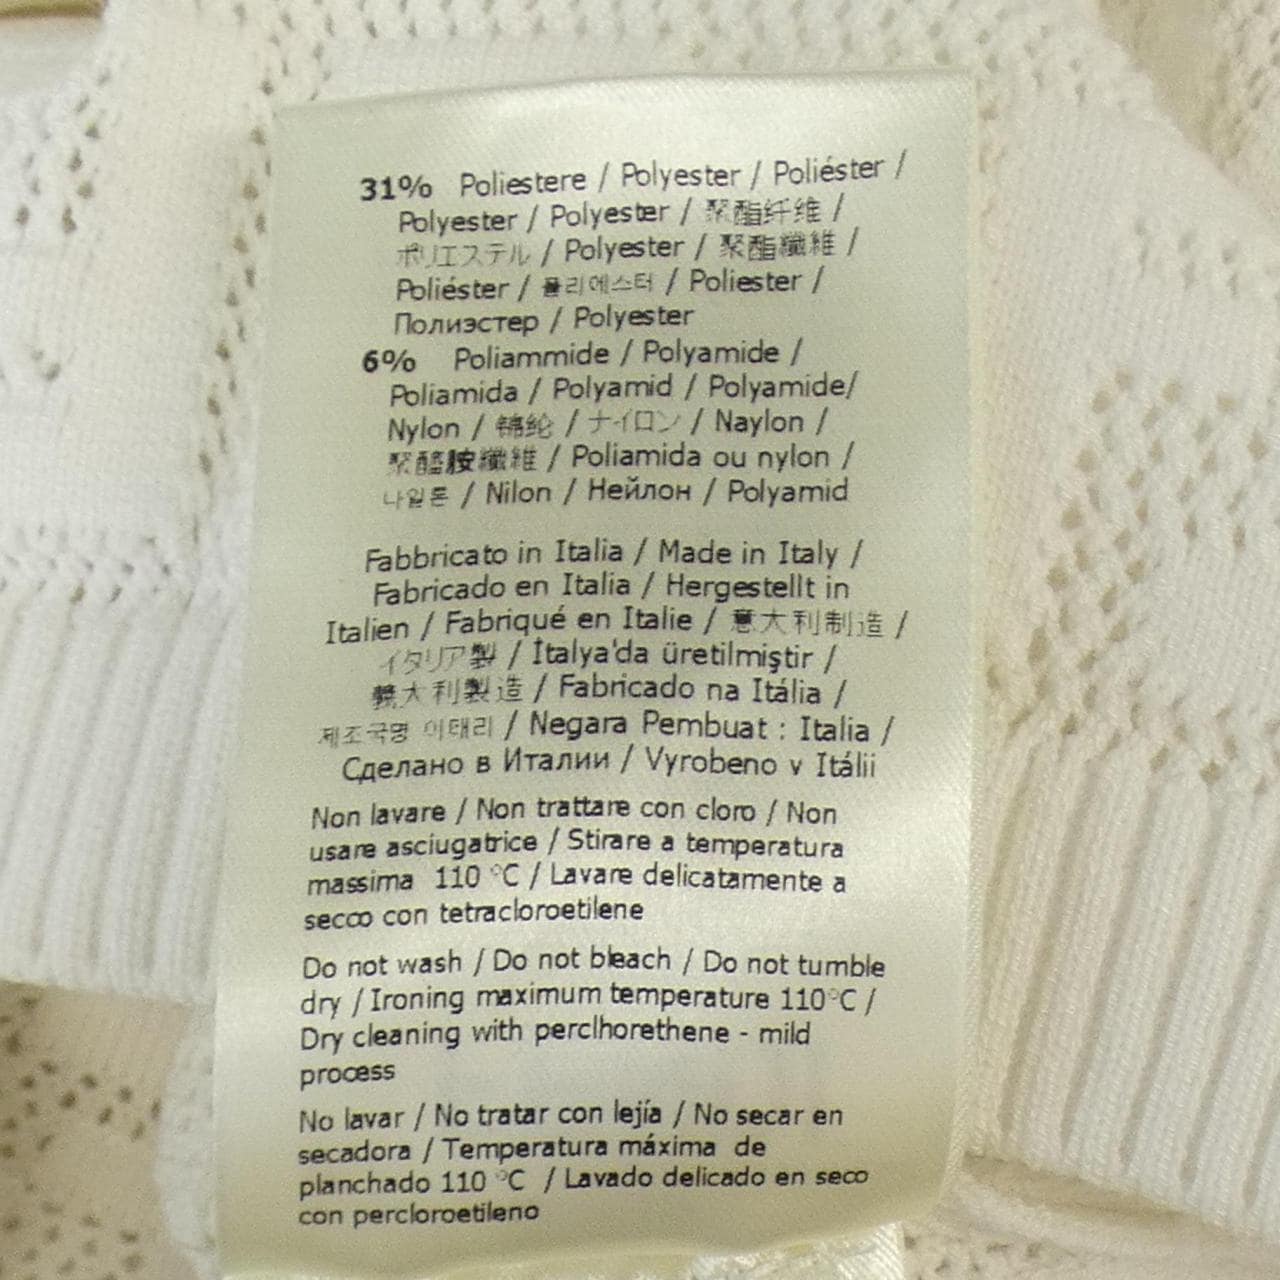 31% Poliestere / Polyester / Poliéster /
Polyester / Polyester / 聚酯纤维 /
ポリエステル / Polyester / 聚酯纖維 /
Poliéster / 폴리에스터 / Poliester /
Полиэстер / Polyester
6% Poliammide / Polyamide /
Poliamida / Polyamid / Polyamide/
Nylon / 锦纶 / ナイロン / Naylon /
聚醯胺纖維 / Poliamida ou nylon /
나일론 / Nilon / Нейлон / Polyamid
Fabbricato in Italia / Made in Italy /
Fabricado en Italia / Hergestellt in
Italien / Fabriqué en Italie / 意大利制造 /
イタリア製 / İtalya'da üretilmiştir /
義大利製造 / Fabricado na Itália /
제조국명 이태리 / Negara Pembuat : Italia /
Сделано в Италии / Vyrobeno v Itálii
Non lavare / Non trattare con cloro / Non
usare asciugatrice / Stirare a temperatura
massima 110 °C / Lavare delicatamente a
secco con tetracloroetilene
Do not wash / Do not bleach / Do not tumble
dry / Ironing maximum temperature 110°C /
Dry cleaning with perclhorethene - mild
process
No lavar / No tratar con lejía / No secar en
secadora / Temperatura máxima de
planchado 110 °C / Lavado delicado en seco
con percloroetileno